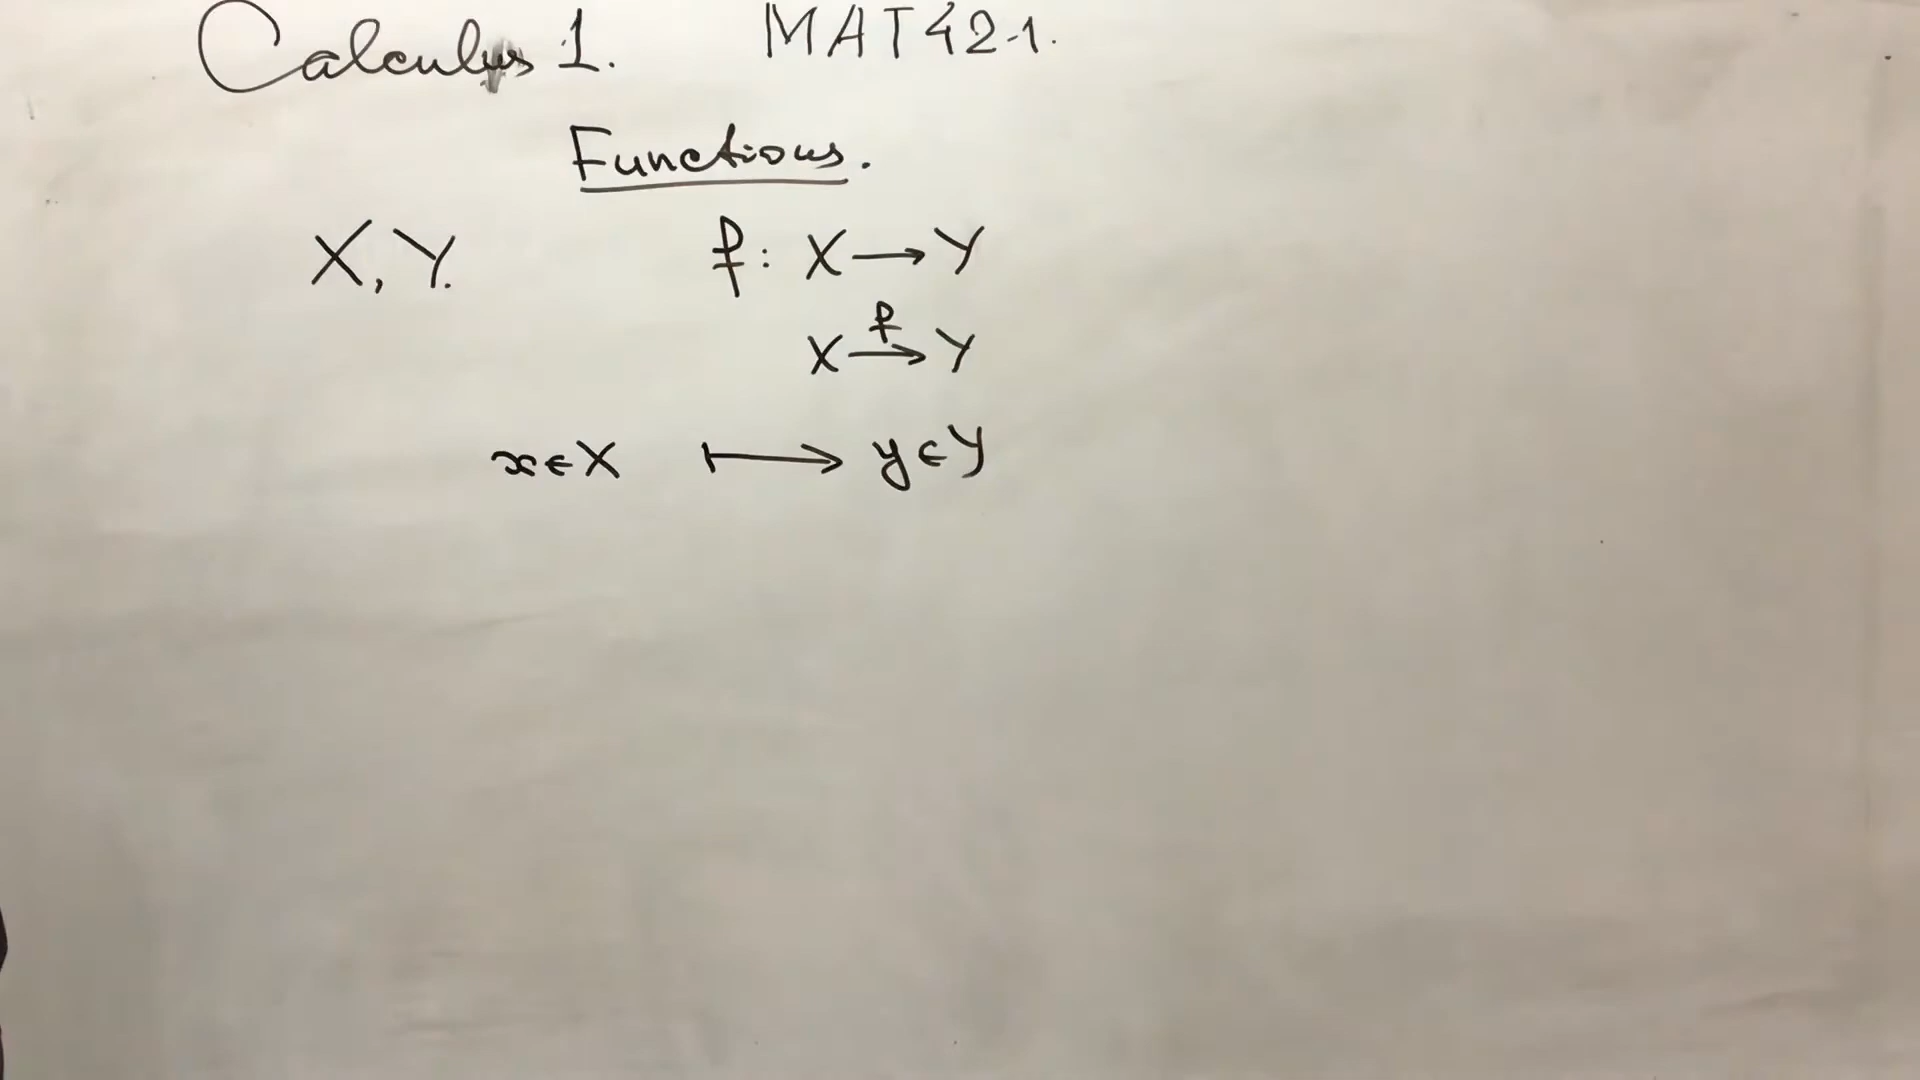 Calculus 1. MAT421.
Functions.
X, Y. f: X → Y
X →^f Y
x ∈ X ↦ y ∈ Y